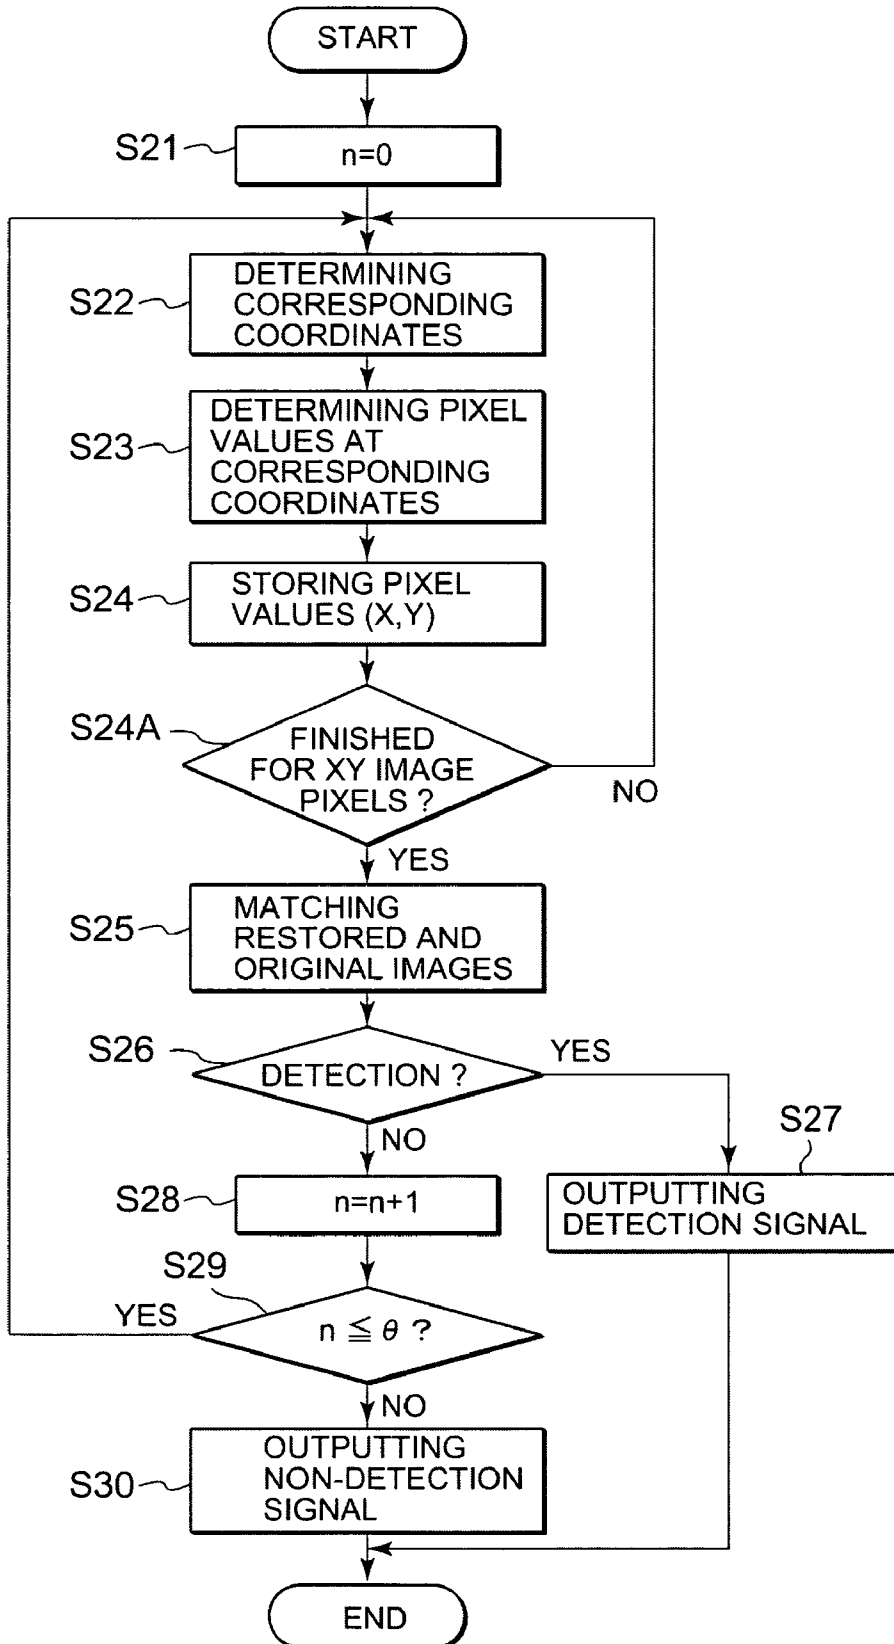 START
S21
n=0
S22
DETERMINING
CORRESPONDING
COORDINATES
S23
DETERMINING PIXEL
VALUES AT
CORRESPONDING
COORDINATES
S24
STORING PIXEL
VALUES (X,Y)
S24A
FINISHED
FOR XY IMAGE
PIXELS ?
NO
YES
S25
MATCHING
RESTORED AND
ORIGINAL IMAGES
S26
DETECTION ?
YES
NO
S27
OUTPUTTING
DETECTION SIGNAL
S28
n=n+1
S29
n ≦ θ ?
YES
NO
S30
OUTPUTTING
NON-DETECTION
SIGNAL
END